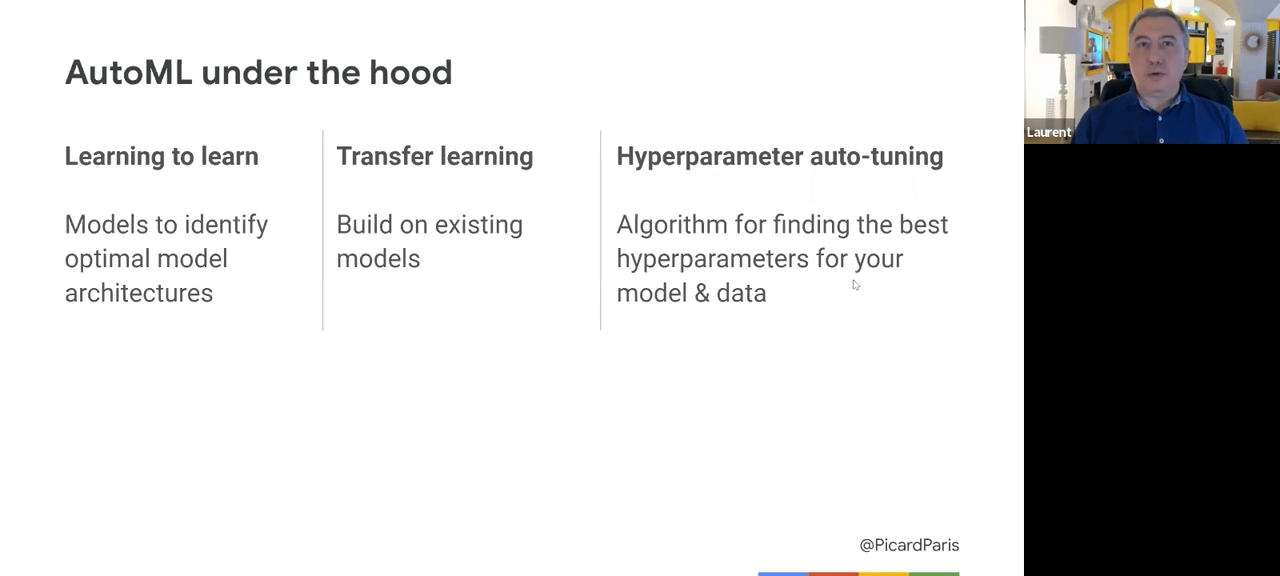 AutoML under the hood
Learning to learn
Models to identify
optimal model
architectures
Transfer learning
Build on existing
models
Hyperparameter auto-tuning
Algorithm for finding the best
hyperparameters for your
model & data
@PicardParis
Laurent